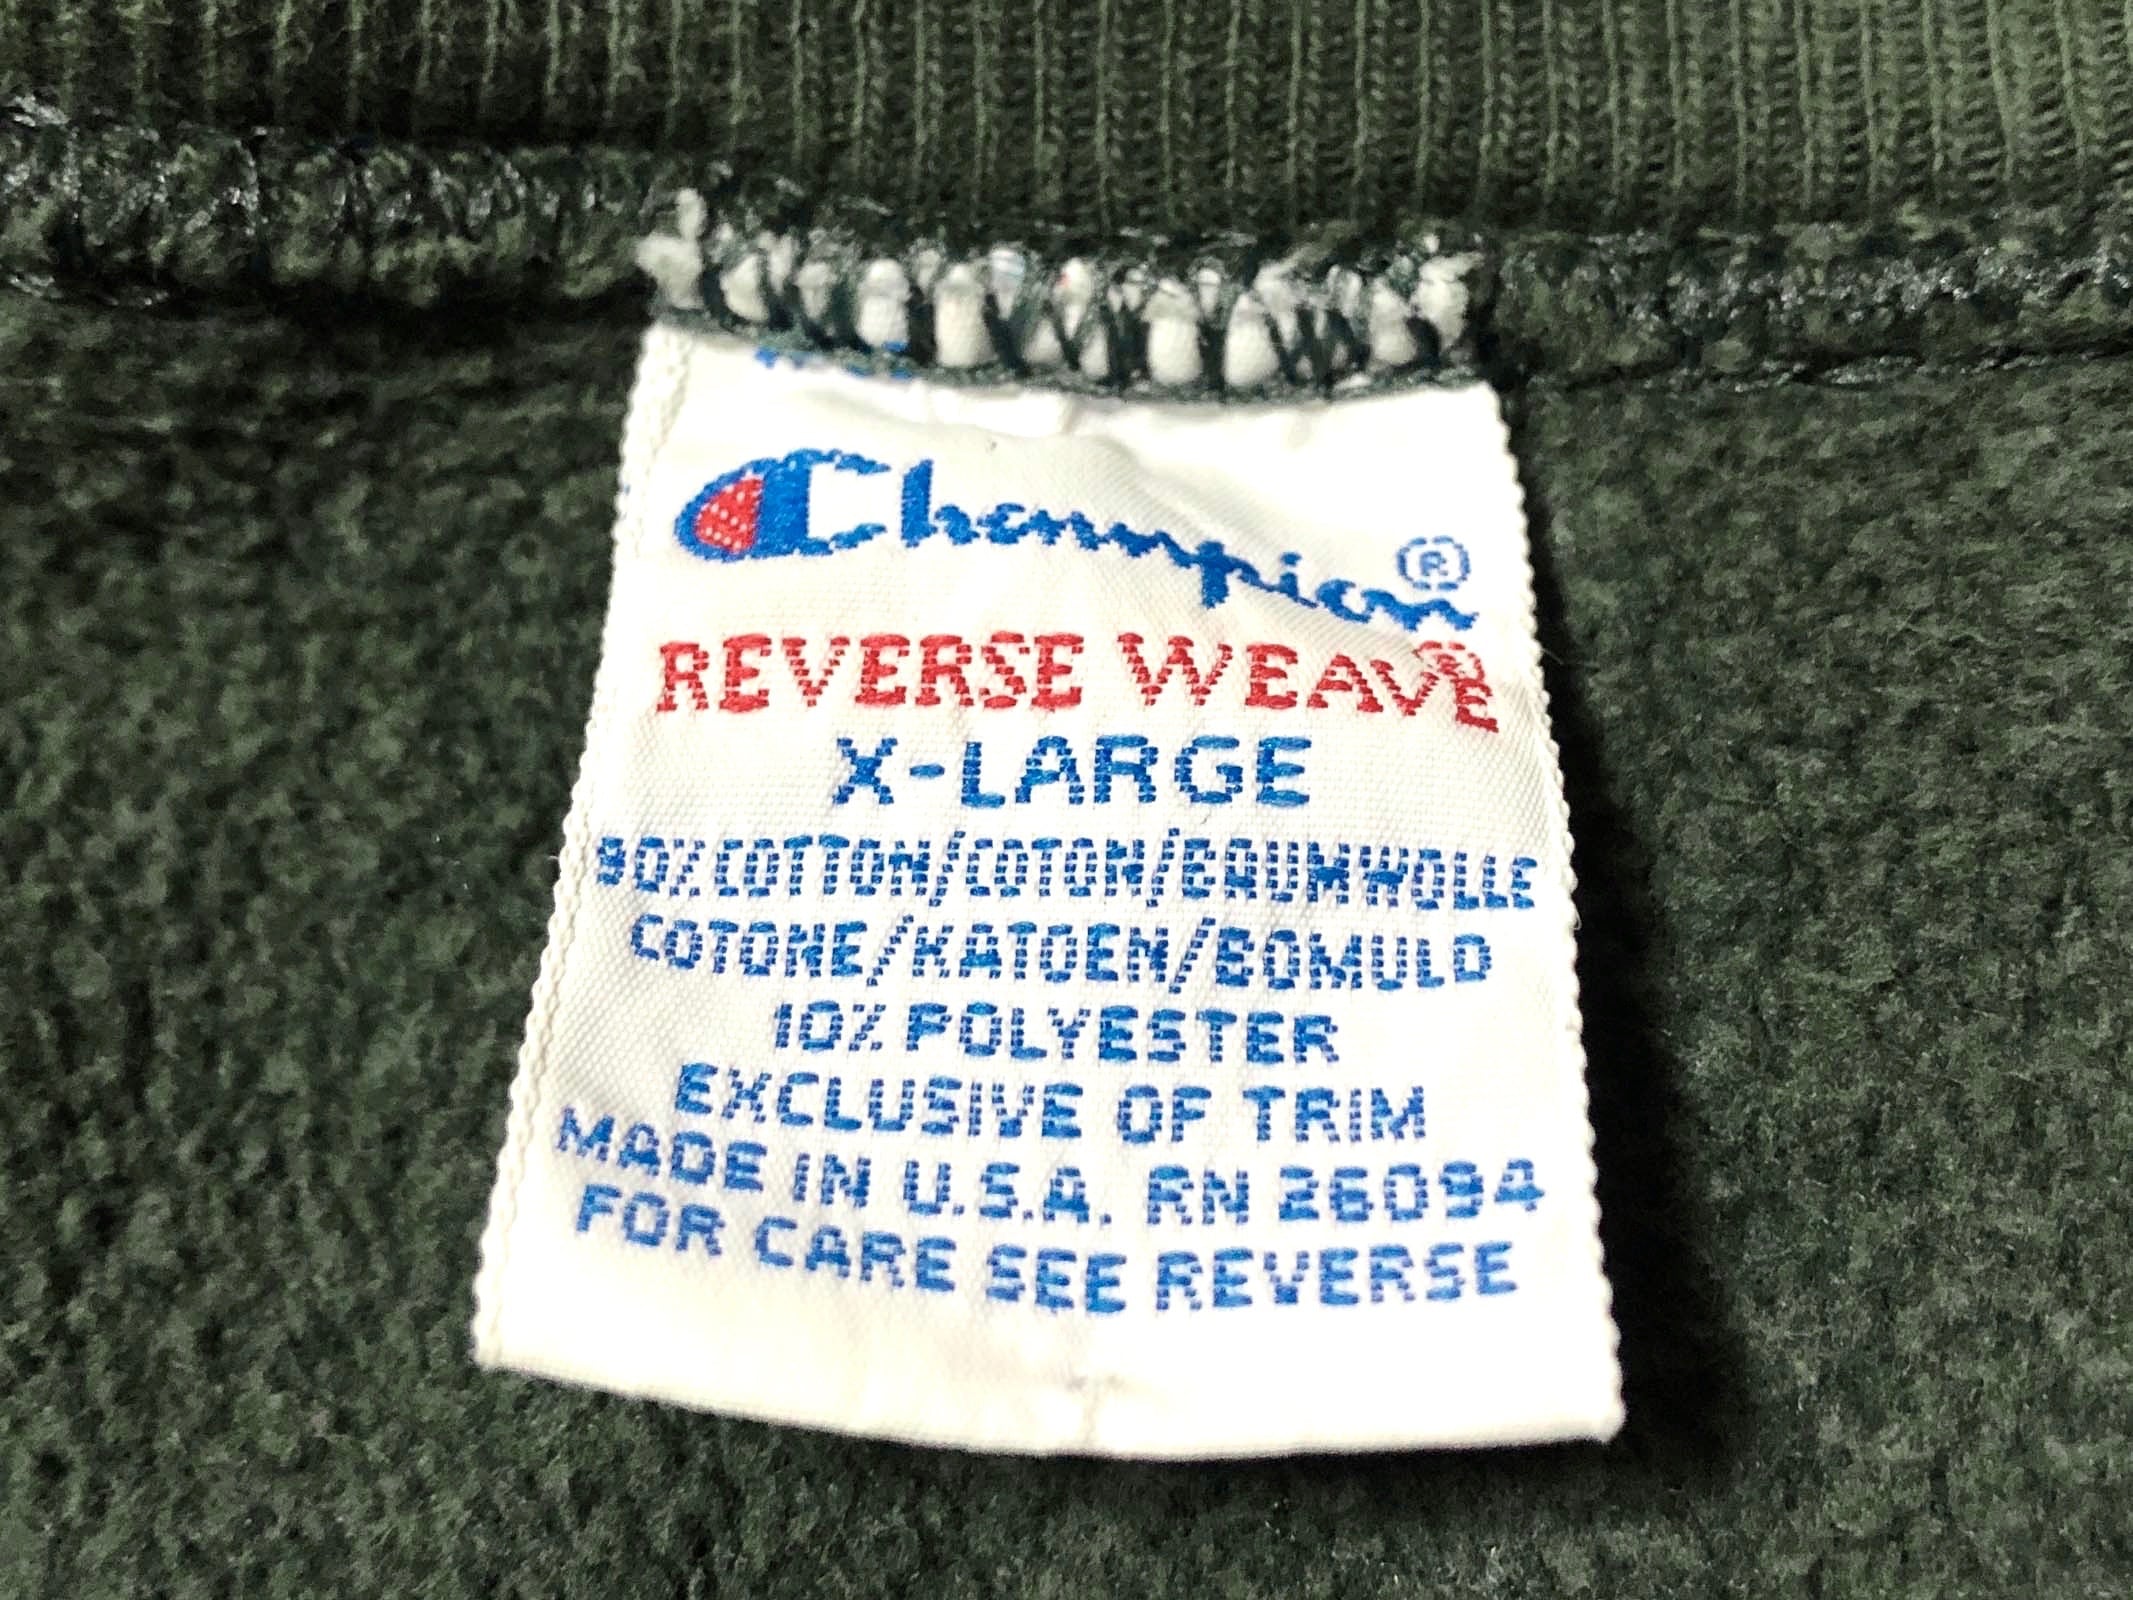 Champion®
REVERSE WEAVE®
X-LARGE
90% COTTON/COTON/BAUMWOLLE
COTONE/KATOEN/BOMULD
10% POLYESTER
EXCLUSIVE OF TRIM
MADE IN U.S.A. RN 26094
FOR CARE SEE REVERSE